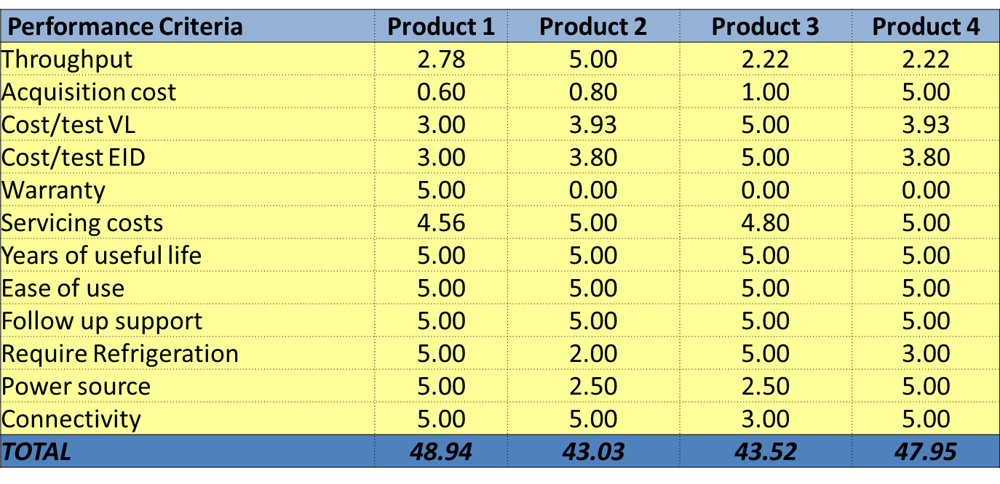 Performance Criteria Product 1 Product 2 Product 3 Product 4
Throughput 2.78 5.00 2.22 2.22
Acquisition cost 0.60 0.80 1.00 5.00
Cost/test VL 3.00 3.93 5.00 3.93
Cost/test EID 3.00 3.80 5.00 3.80
Warranty 5.00 0.00 0.00 0.00
Servicing costs 4.56 5.00 4.80 5.00
Years of useful life 5.00 5.00 5.00 5.00
Ease of use 5.00 5.00 5.00 5.00
Follow up support 5.00 5.00 5.00 5.00
Require Refrigeration 5.00 2.00 5.00 3.00
Power source 5.00 2.50 2.50 5.00
Connectivity 5.00 5.00 3.00 5.00
TOTAL 48.94 43.03 43.52 47.95